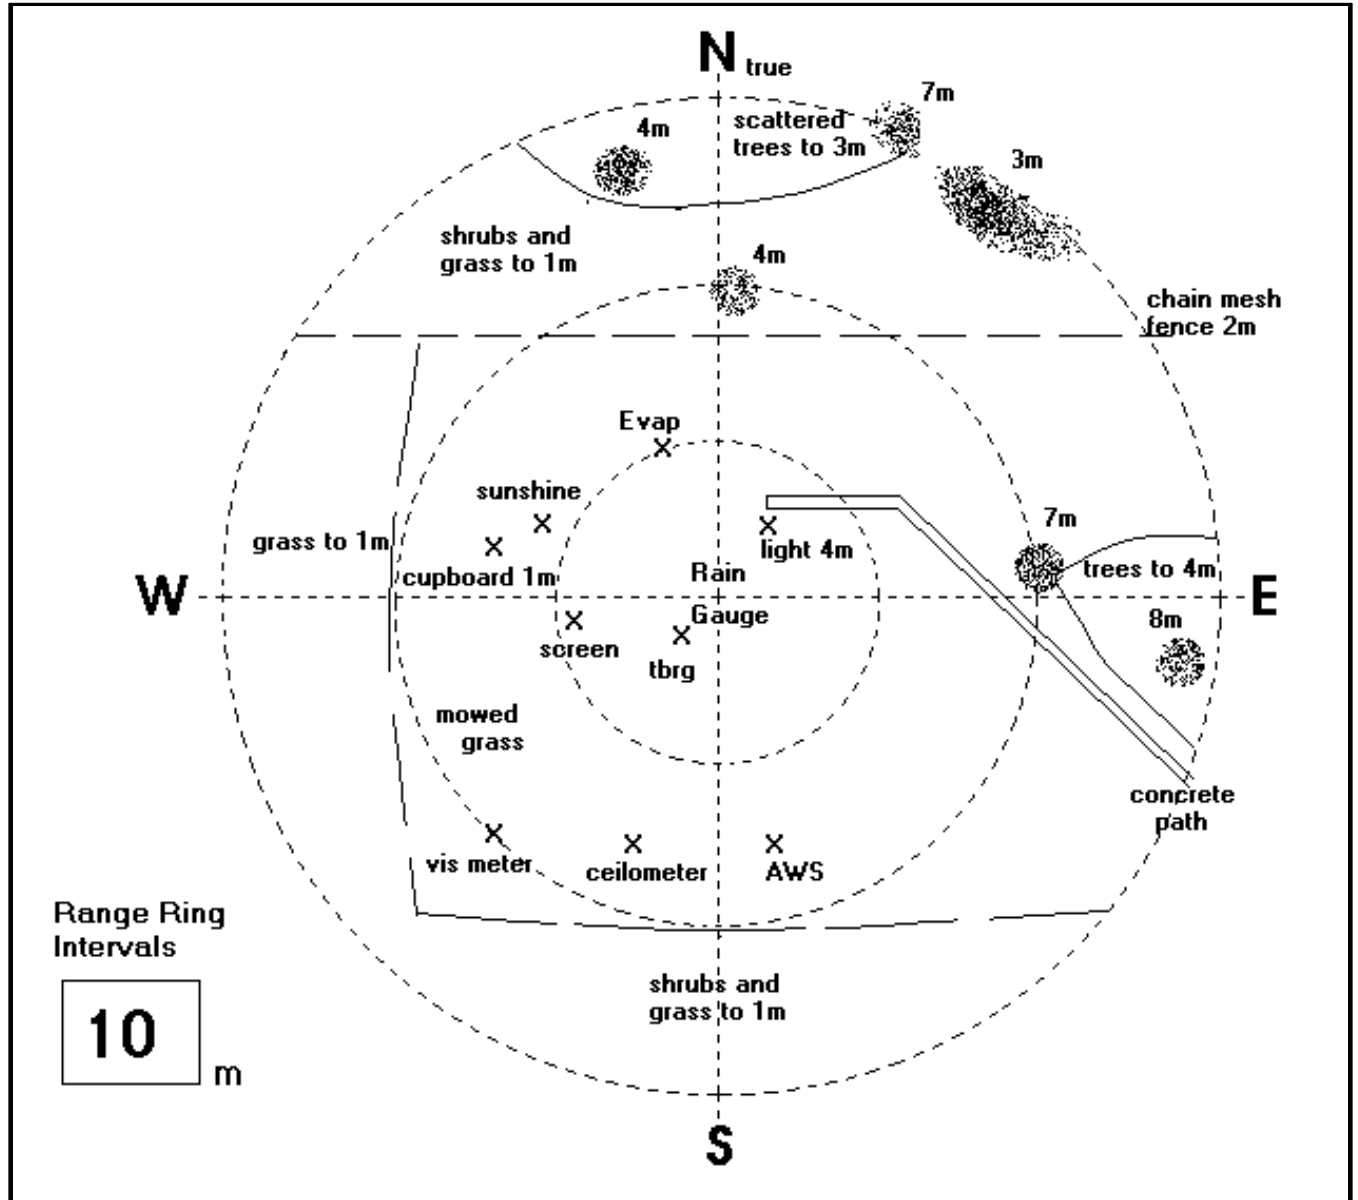 N true
7m
4m
scattered
trees to 3m
3m
shrubs and
grass to 1m
4m
chain mesh
fence 2m
Evap
X
sunshine
X
X
grass to 1m
cupboard 1m
X
light 4m
7m
trees to 4m
W
Rain
Gauge
E
8m
X
screen
X
tbrg
mowed
grass
concrete
path
X
vis meter
X
ceilometer
X
AWS
Range Ring
Intervals
10 m
shrubs and
grass to 1m
S